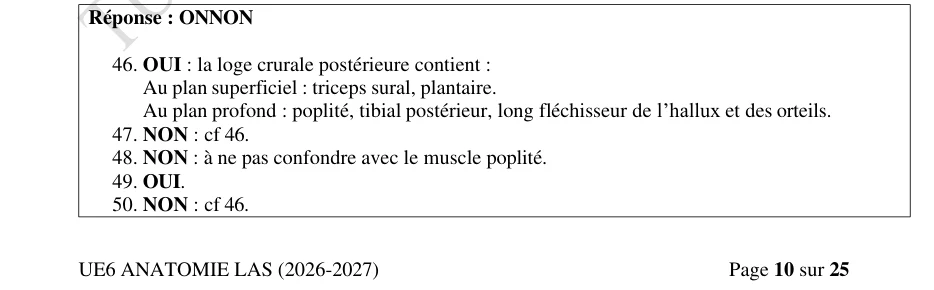 Réponse : ONNON
46. OUI : la loge crurale postérieure contient :
Au plan superficiel : triceps sural, plantaire.
Au plan profond : poplité, tibial postérieur, long fléchisseur de l'hallux et des orteils.
47. NON : cf 46.
48. NON : à ne pas confondre avec le muscle poplité.
49. OUI.
50. NON : cf 46.
UE6 ANATOMIE LAS (2026-2027) Page 10 sur 25